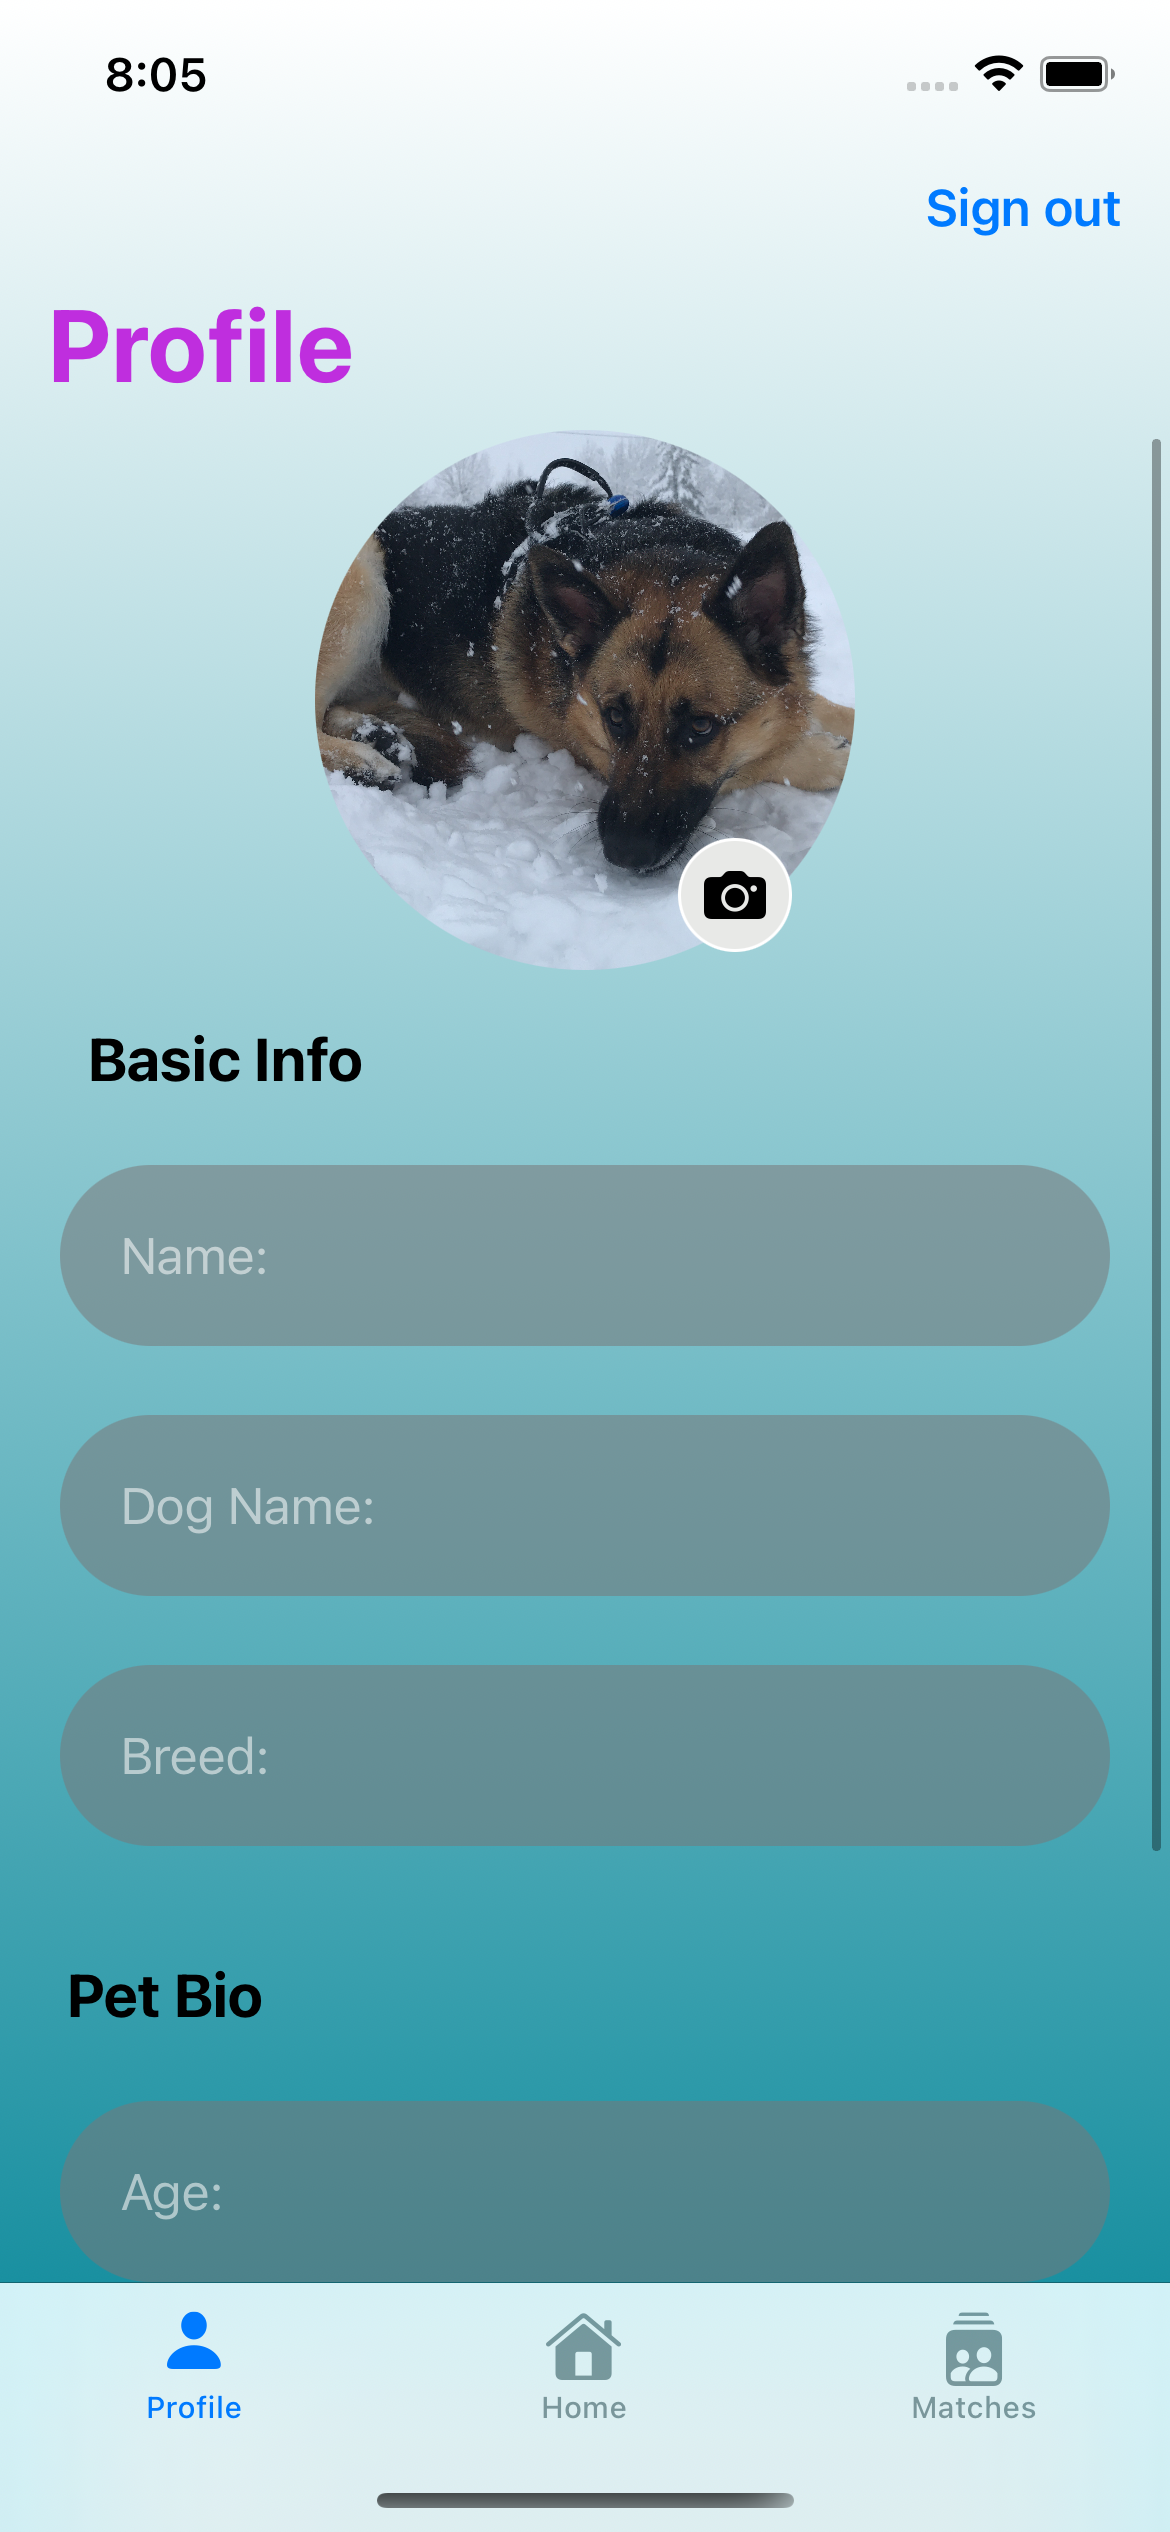 8:05
Sign out
Profile
Basic Info
Name:
Dog Name:
Breed:
Pet Bio
Age:
Profile
Home
Matches